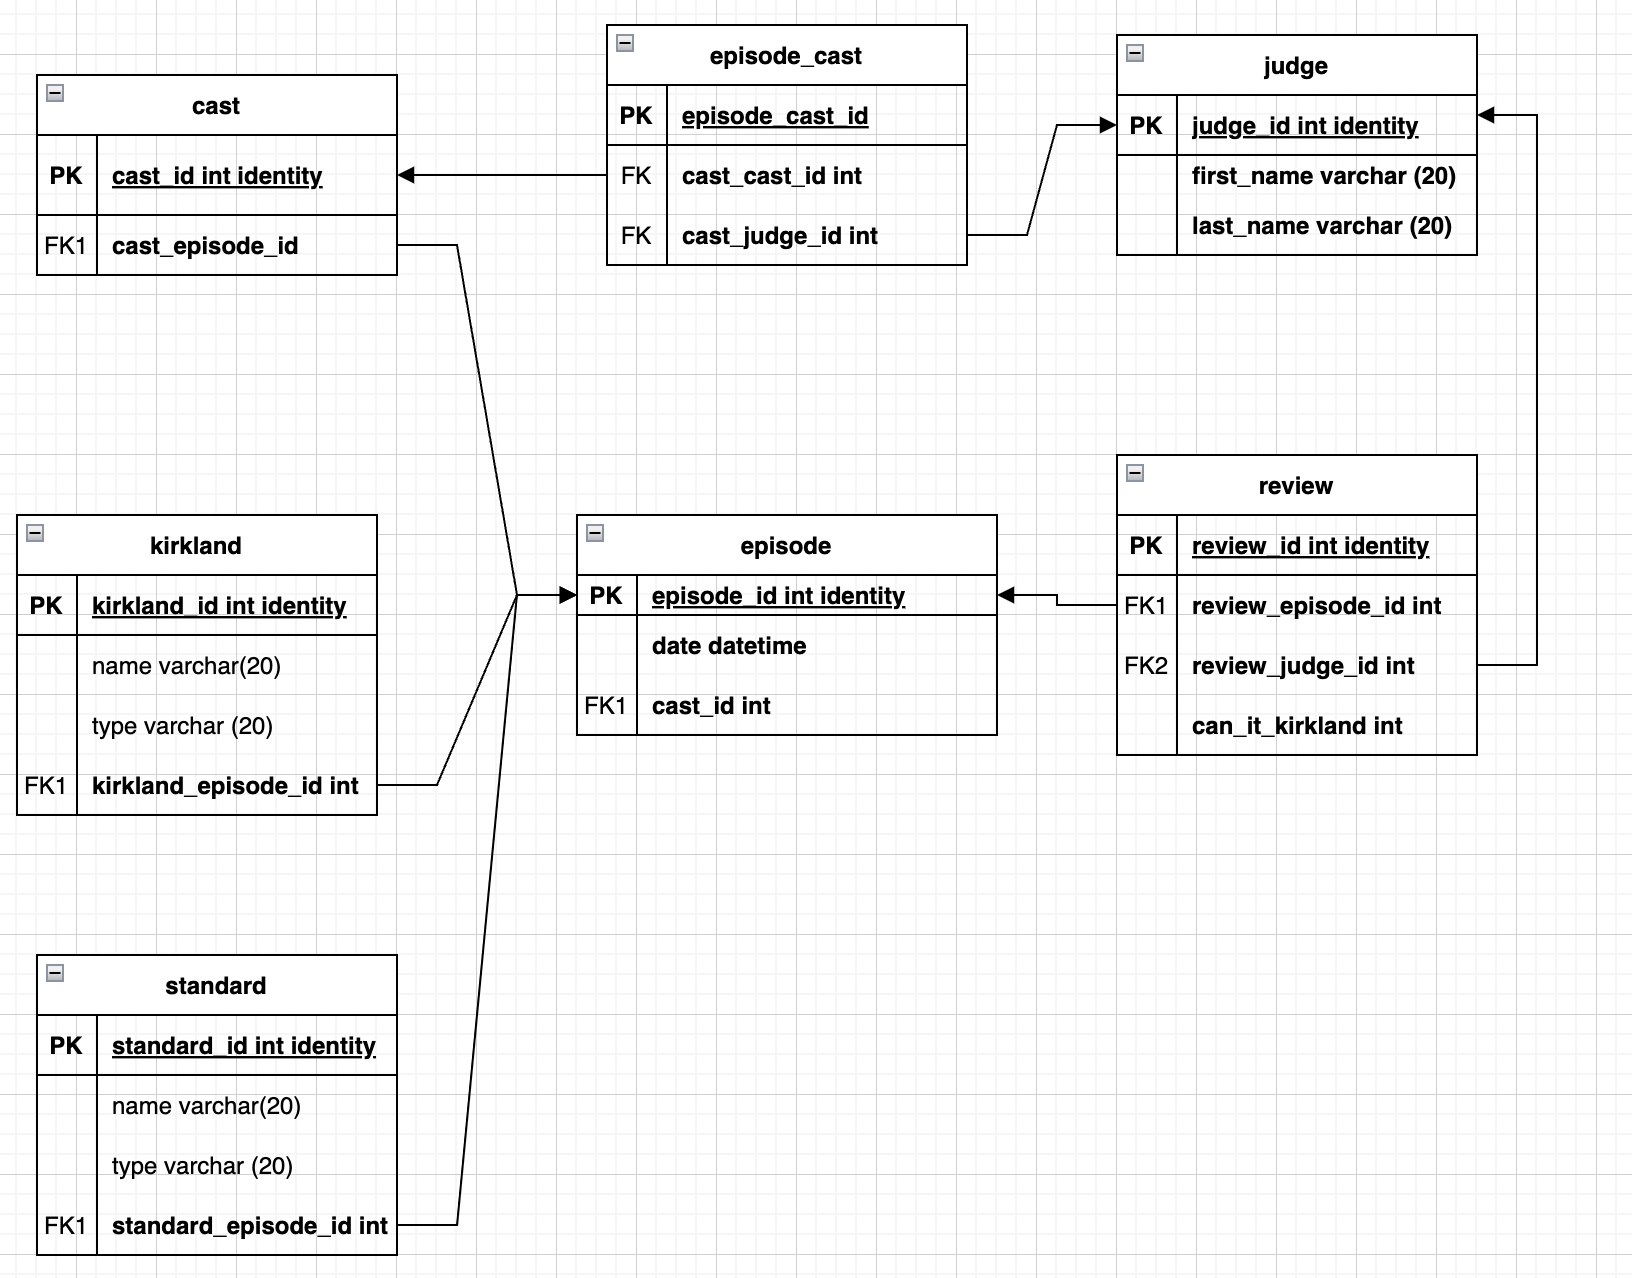 cast
PK cast_id int identity
FK1 cast_episode_id
episode_cast
PK episode_cast_id
FK cast_cast_id int
FK cast_judge_id int
judge
PK judge_id int identity
first_name varchar (20)
last_name varchar (20)
kirkland
PK kirkland_id int identity
name varchar(20)
type varchar (20)
FK1 kirkland_episode_id int
episode
PK episode_id int identity
date datetime
FK1 cast_id int
review
PK review_id int identity
FK1 review_episode_id int
FK2 review_judge_id int
can_it_kirkland int
standard
PK standard_id int identity
name varchar(20)
type varchar (20)
FK1 standard_episode_id int